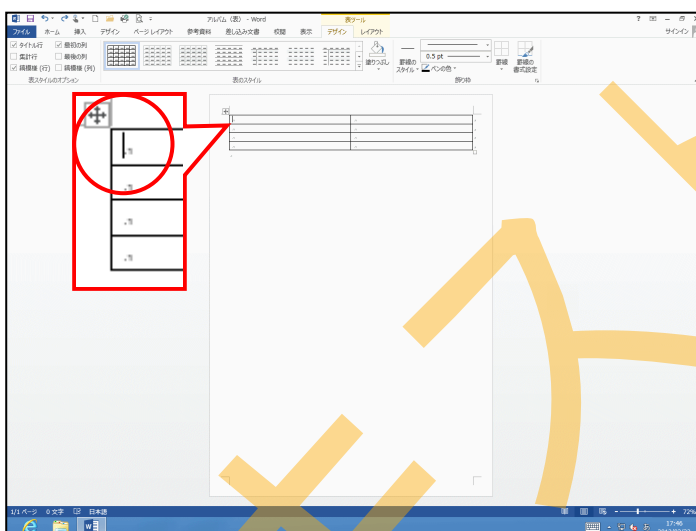 アルバム (表) - Word
表ツール
ファイル ホーム 挿入 デザイン ページ レイアウト 参考資料 差し込み文書 校閲 表示 デザイン レイアウト サインイン
タイトル行 最初の列
集計行 最後の列
縞模様 (行) 縞模様 (列)
塗りつぶし
罫線の
スタイル
0.5 pt
ペンの色
罫線
罫線の
書式設定
表スタイルのオプション 表のスタイル 飾り枠
1/1 ページ 0 文字 日本語 72%
17:46